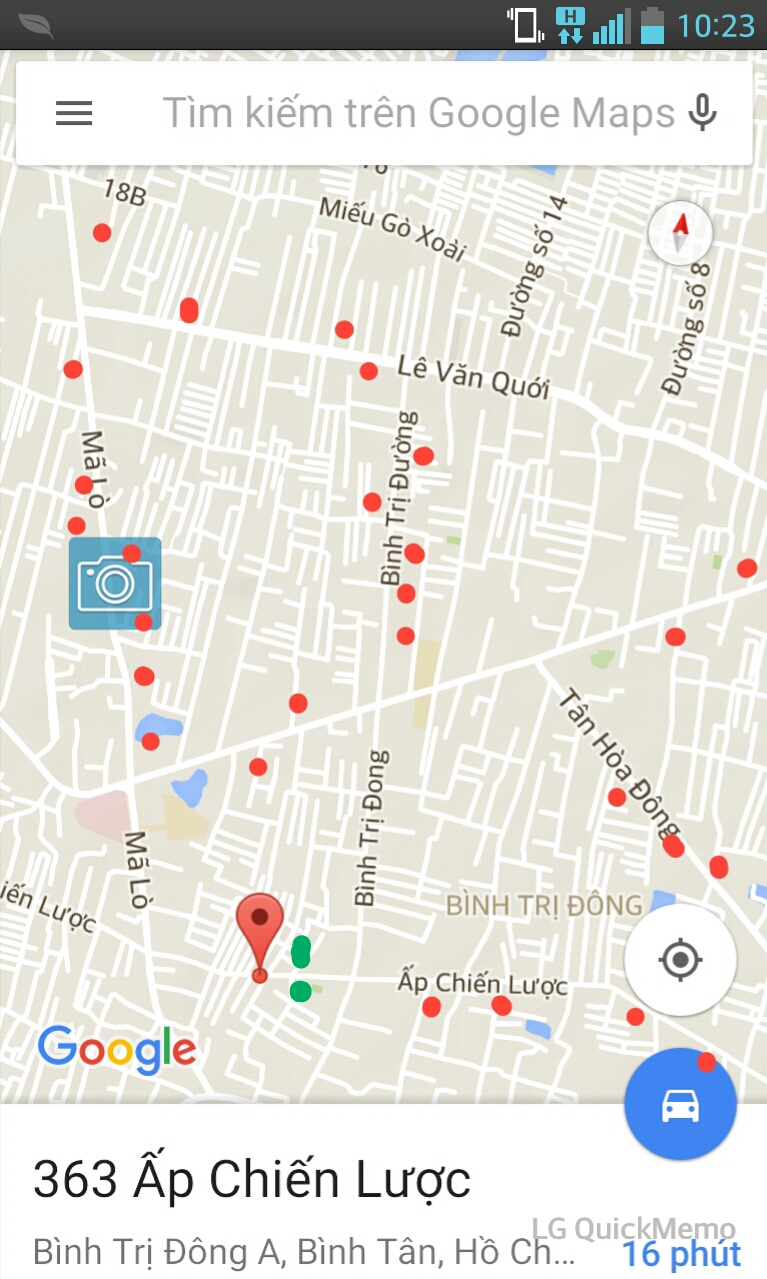 H
10:23
Tìm kiếm trên Google Maps
18B
Miếu Gò Xoài
Đường số 14
Đường số 8
Lê Văn Quới
Mã Lò
Bình Trị Đường
Tân Hòa Đông
Bình Trị Đong
Mã Lò
iến Lược
BÌNH TRỊ ĐÔNG
Ấp Chiến Lược
Google
363 Ấp Chiến Lược
LG QuickMemo
Bình Trị Đông A, Bình Tân, Hồ Ch...
16 phút